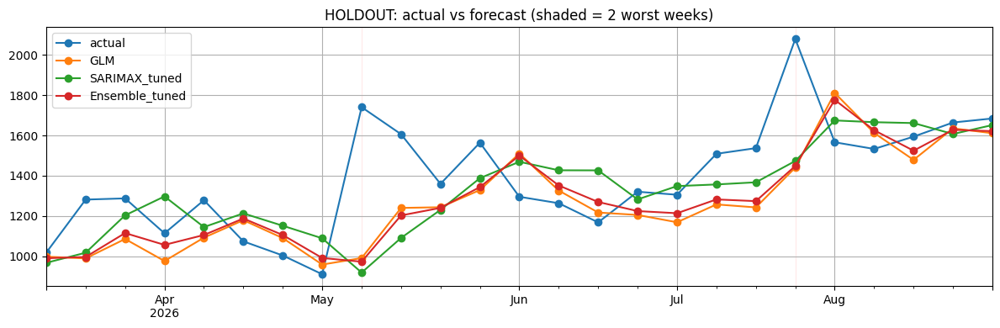 HOLDOUT: actual vs forecast (shaded = 2 worst weeks)
actual
GLM
SARIMAX_tuned
Ensemble_tuned
2000
1800
1600
1400
1200
1000
Apr
2026
May
Jun
Jul
Aug